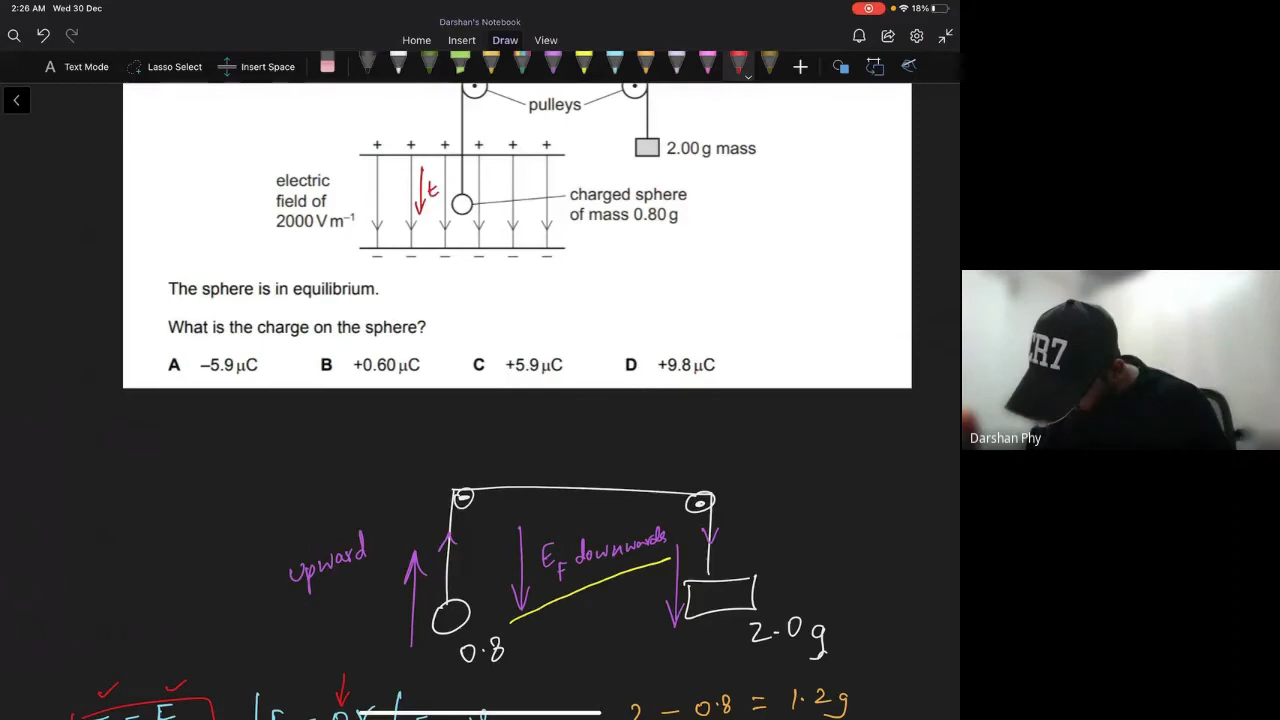 2:26 AM Wed 30 Dec
18%
Darshan's Notebook
Home Insert Draw View
Text Mode Lasso Select Insert Space
pulleys
2.00 g mass
+ + + + + +
electric
field of
2000 V m⁻¹
charged sphere
of mass 0.80 g
– – – – – –
The sphere is in equilibrium.
What is the charge on the sphere?
A –5.9 μC B +0.60 μC C +5.9 μC D +9.8 μC
CR7
Darshan Phy
upward
E_F downwards
0.8
2.0g
2 - 0.8 = 1.2g